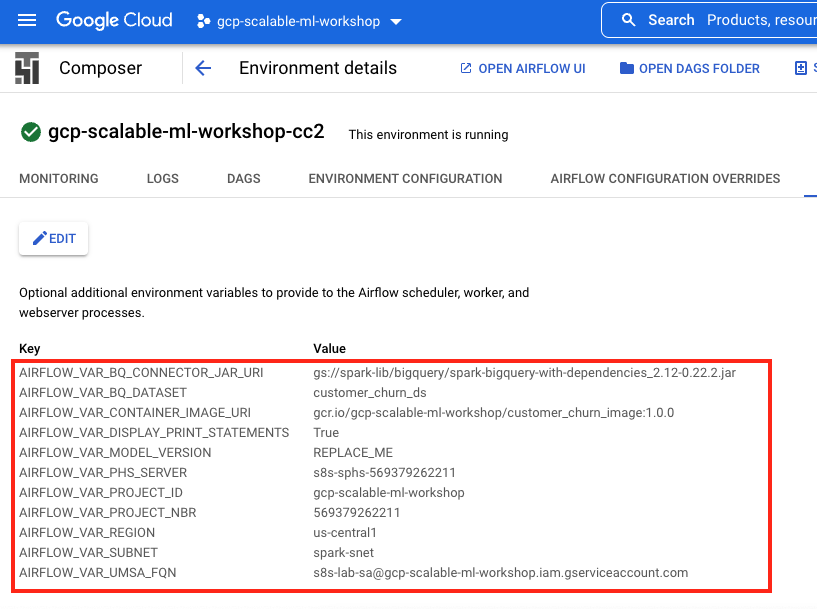 Google Cloud gcp-scalable-ml-workshop Search Products, resour
Composer Environment details OPEN AIRFLOW UI OPEN DAGS FOLDER S
gcp-scalable-ml-workshop-cc2 This environment is running
MONITORING LOGS DAGS ENVIRONMENT CONFIGURATION AIRFLOW CONFIGURATION OVERRIDES
EDIT
Optional additional environment variables to provide to the Airflow scheduler, worker, and
webserver processes.
Key Value
AIRFLOW_VAR_BQ_CONNECTOR_JAR_URI gs://spark-lib/bigquery/spark-bigquery-with-dependencies_2.12-0.22.2.jar
AIRFLOW_VAR_BQ_DATASET customer_churn_ds
AIRFLOW_VAR_CONTAINER_IMAGE_URI gcr.io/gcp-scalable-ml-workshop/customer_churn_image:1.0.0
AIRFLOW_VAR_DISPLAY_PRINT_STATEMENTS True
AIRFLOW_VAR_MODEL_VERSION REPLACE_ME
AIRFLOW_VAR_PHS_SERVER s8s-sphs-569379262211
AIRFLOW_VAR_PROJECT_ID gcp-scalable-ml-workshop
AIRFLOW_VAR_PROJECT_NBR 569379262211
AIRFLOW_VAR_REGION us-central1
AIRFLOW_VAR_SUBNET spark-snet
AIRFLOW_VAR_UMSA_FQN s8s-lab-sa@gcp-scalable-ml-workshop.iam.gserviceaccount.com